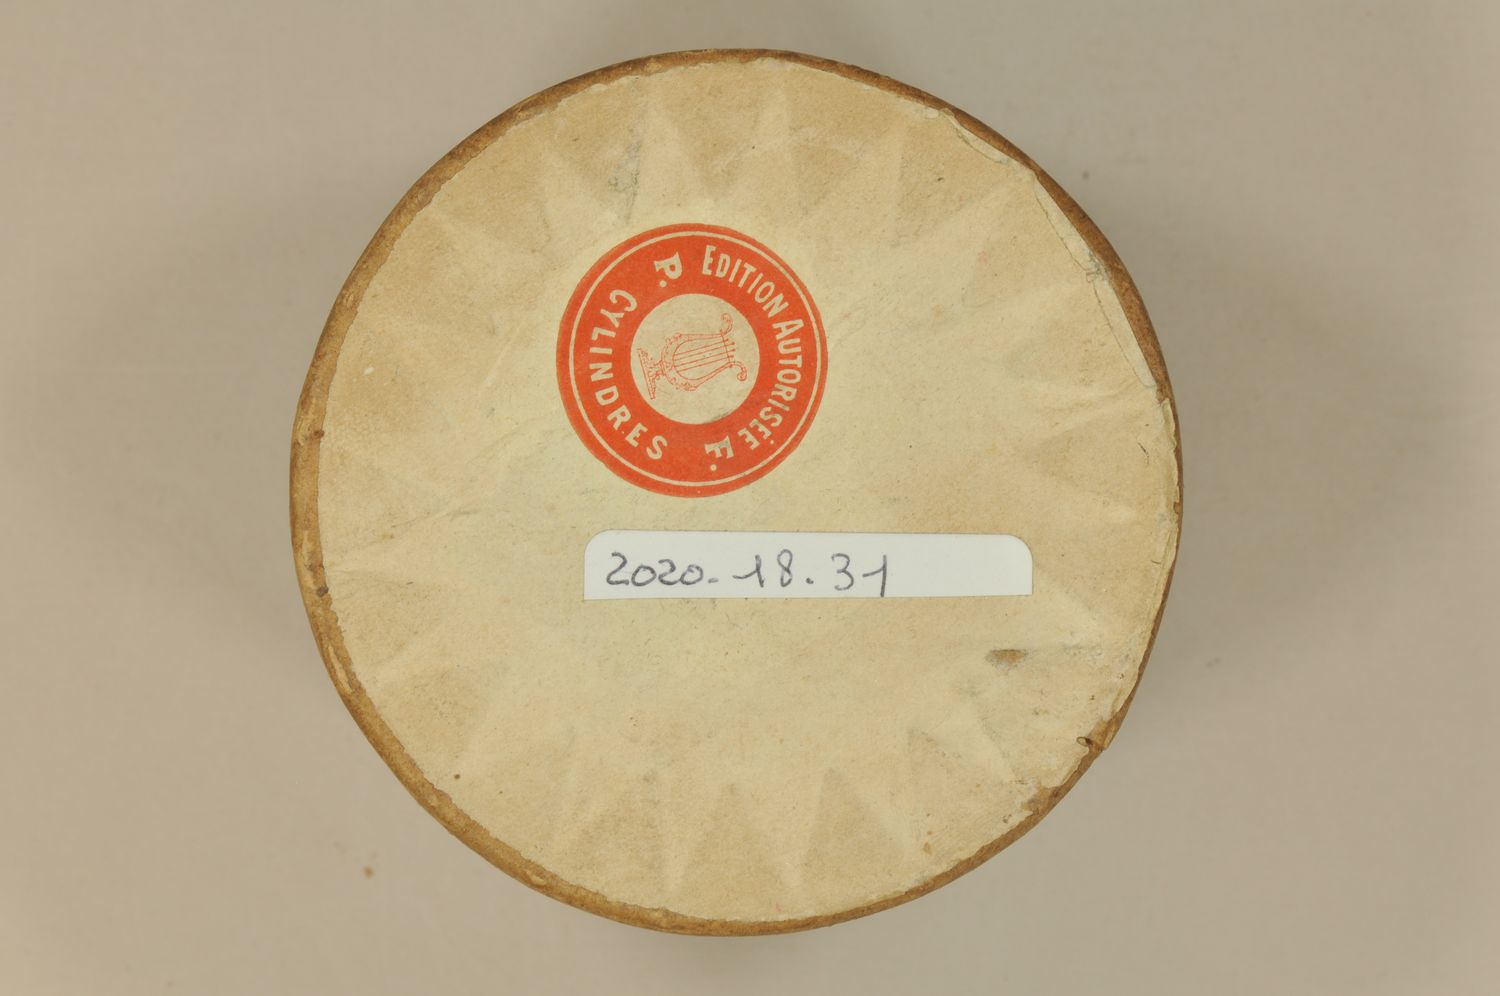 EDITION AUTORISÉE
P. CYLINDRES F.
2020-18.31